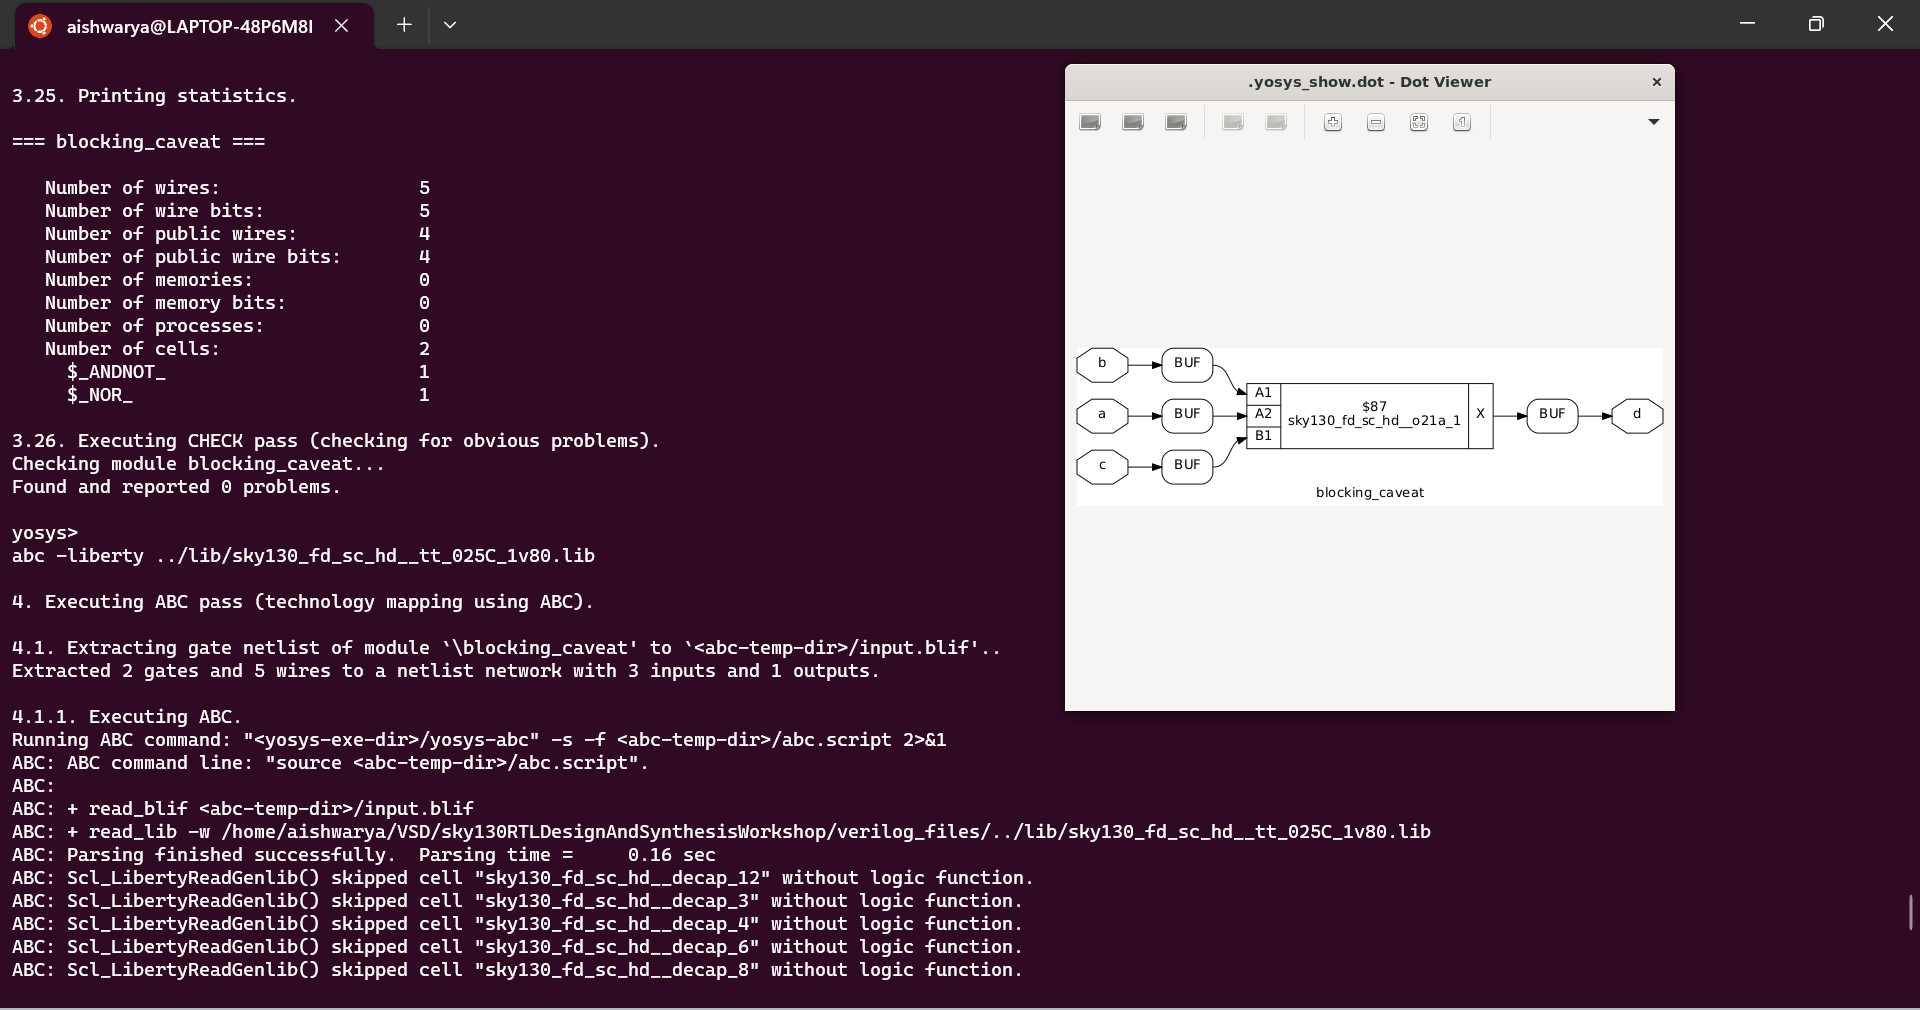 aishwarya@LAPTOP-48P6M8I
3.25. Printing statistics.
=== blocking_caveat ===
Number of wires: 5
Number of wire bits: 5
Number of public wires: 4
Number of public wire bits: 4
Number of memories: 0
Number of memory bits: 0
Number of processes: 0
Number of cells: 2
$_ANDNOT_ 1
$_NOR_ 1
3.26. Executing CHECK pass (checking for obvious problems).
Checking module blocking_caveat...
Found and reported 0 problems.
yosys>
abc -liberty ../lib/sky130_fd_sc_hd__tt_025C_1v80.lib
4. Executing ABC pass (technology mapping using ABC).
4.1. Extracting gate netlist of module `\blocking_caveat' to `<abc-temp-dir>/input.blif'..
Extracted 2 gates and 5 wires to a netlist network with 3 inputs and 1 outputs.
4.1.1. Executing ABC.
Running ABC command: "<yosys-exe-dir>/yosys-abc" -s -f <abc-temp-dir>/abc.script 2>&1
ABC: ABC command line: "source <abc-temp-dir>/abc.script".
ABC:
ABC: + read_blif <abc-temp-dir>/input.blif
ABC: + read_lib -w /home/aishwarya/VSD/sky130RTLDesignAndSynthesisWorkshop/verilog_files/../lib/sky130_fd_sc_hd__tt_025C_1v80.lib
ABC: Parsing finished successfully.  Parsing time =     0.16 sec
ABC: Scl_LibertyReadGenlib() skipped cell "sky130_fd_sc_hd__decap_12" without logic function.
ABC: Scl_LibertyReadGenlib() skipped cell "sky130_fd_sc_hd__decap_3" without logic function.
ABC: Scl_LibertyReadGenlib() skipped cell "sky130_fd_sc_hd__decap_4" without logic function.
ABC: Scl_LibertyReadGenlib() skipped cell "sky130_fd_sc_hd__decap_6" without logic function.
ABC: Scl_LibertyReadGenlib() skipped cell "sky130_fd_sc_hd__decap_8" without logic function.
.yosys_show.dot - Dot Viewer
b BUF
a BUF
c BUF
A1
A2
B1
$87
sky130_fd_sc_hd__o21a_1
X
BUF
d
blocking_caveat